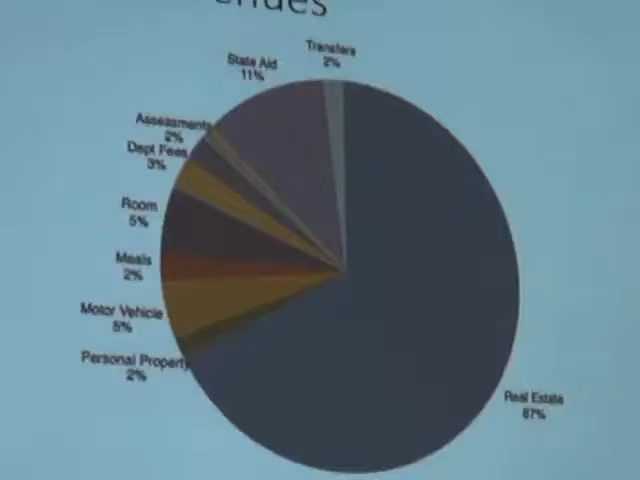 Transfers
2%
State Aid
11%
Assessments
2%
Dept Fees
3%
Room
5%
Meals
2%
Motor Vehicle
5%
Personal Property
2%
Real Estate
67%